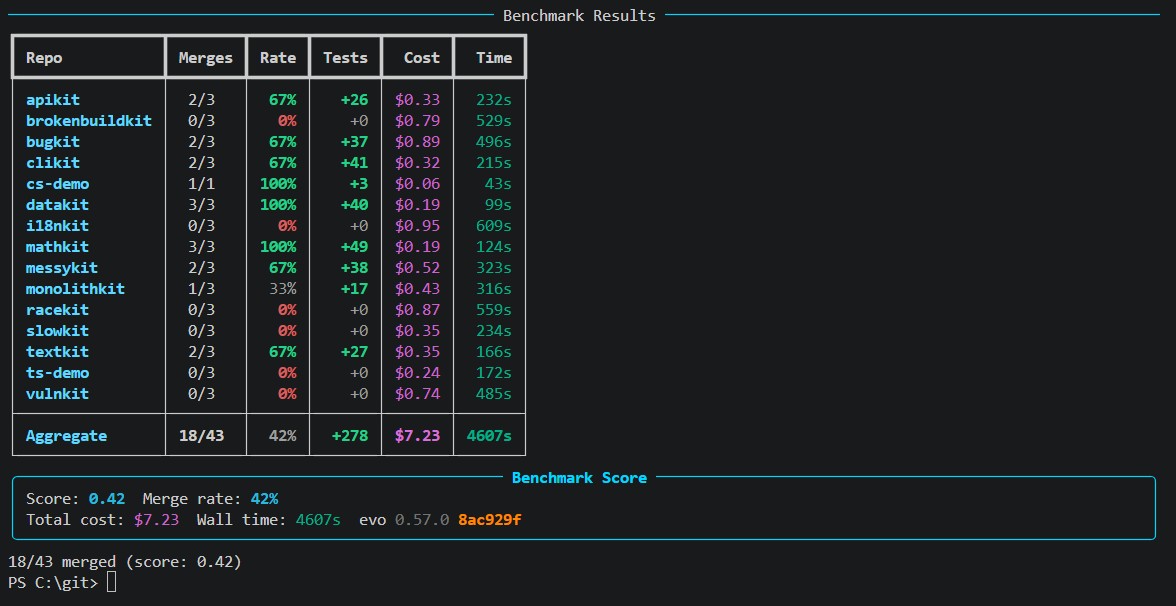 Benchmark Results
Repo Merges Rate Tests Cost Time
apikit 2/3 67% +26 $0.33 232s
brokenbuildkit 0/3 0% +0 $0.79 529s
bugkit 2/3 67% +37 $0.89 496s
clikit 2/3 67% +41 $0.32 215s
cs-demo 1/1 100% +3 $0.06 43s
datakit 3/3 100% +40 $0.19 99s
i18nkit 0/3 0% +0 $0.95 609s
mathkit 3/3 100% +49 $0.19 124s
messykit 2/3 67% +38 $0.52 323s
monolithkit 1/3 33% +17 $0.43 316s
racekit 0/3 0% +0 $0.87 559s
slowkit 0/3 0% +0 $0.35 234s
textkit 2/3 67% +27 $0.35 166s
ts-demo 0/3 0% +0 $0.24 172s
vulnkit 0/3 0% +0 $0.74 485s
Aggregate 18/43 42% +278 $7.23 4607s
Benchmark Score
Score: 0.42 Merge rate: 42%
Total cost: $7.23 Wall time: 4607s evo 0.57.0 8ac929f
18/43 merged (score: 0.42)
PS C:\git>